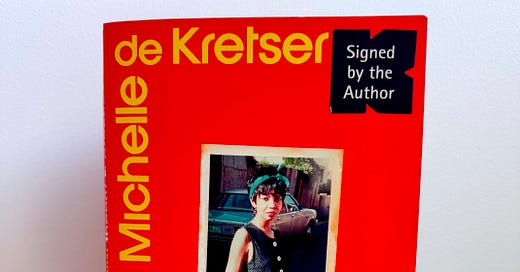 Michelle
de Kretser
Signed
by the
Author